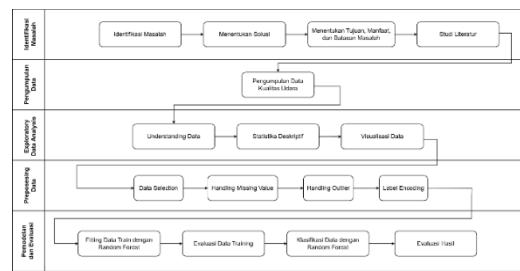 Identifikasi
Masalah
Identifikasi Masalah
Menentukan Solusi
Menentukan Tujuan, Manfaat,
dan Batasan Masalah
Studi Literatur
Pengumpulan
Data
Pengumpulan Data
Kualitas Udara
Exploratory
Data Analysis
Understanding Data
Statistika Deskriptif
Visualisasi Data
Preposessing
Data
Data Selection
Handling Missing Value
Handling Outlier
Label Encoding
Pemodelan
dan Evaluasi
Fitting Data Train dengan
Random Forest
Evaluasi Data Training
Klasifikasi Data dengan
Random Forest
Evaluasi Hasil